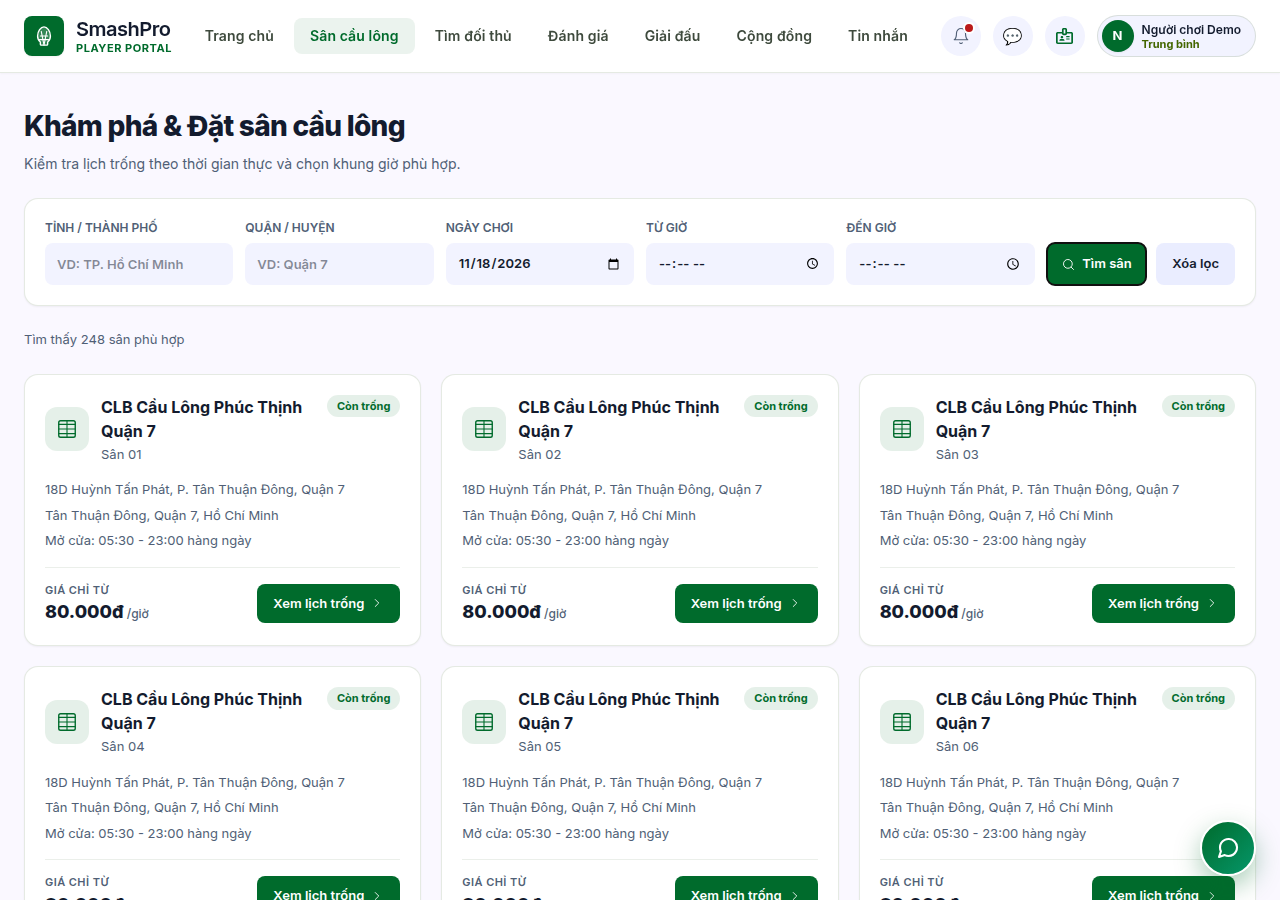 SmashPro
PLAYER PORTAL
Trang chủ
Sân cầu lông
Tìm đối thủ
Đánh giá
Giải đấu
Cộng đồng
Tin nhắn
N
Người chơi Demo
Trung bình
Khám phá & Đặt sân cầu lông
Kiểm tra lịch trống theo thời gian thực và chọn khung giờ phù hợp.
TỈNH / THÀNH PHỐ
QUẬN / HUYỆN
NGÀY CHƠI
TỪ GIỜ
ĐẾN GIỜ
VD: TP. Hồ Chí Minh
VD: Quận 7
11/18/2026
--:-- --
--:-- --
Tìm sân
Xóa lọc
Tìm thấy 248 sân phù hợp
CLB Cầu Lông Phúc Thịnh
Quận 7
Còn trống
Sân 01
18D Huỳnh Tấn Phát, P. Tân Thuận Đông, Quận 7
Tân Thuận Đông, Quận 7, Hồ Chí Minh
Mở cửa: 05:30 - 23:00 hàng ngày
GIÁ CHỈ TỪ
80.000đ /giờ
Xem lịch trống
CLB Cầu Lông Phúc Thịnh
Quận 7
Còn trống
Sân 02
18D Huỳnh Tấn Phát, P. Tân Thuận Đông, Quận 7
Tân Thuận Đông, Quận 7, Hồ Chí Minh
Mở cửa: 05:30 - 23:00 hàng ngày
GIÁ CHỈ TỪ
80.000đ /giờ
Xem lịch trống
CLB Cầu Lông Phúc Thịnh
Quận 7
Còn trống
Sân 03
18D Huỳnh Tấn Phát, P. Tân Thuận Đông, Quận 7
Tân Thuận Đông, Quận 7, Hồ Chí Minh
Mở cửa: 05:30 - 23:00 hàng ngày
GIÁ CHỈ TỪ
80.000đ /giờ
Xem lịch trống
CLB Cầu Lông Phúc Thịnh
Quận 7
Còn trống
Sân 04
18D Huỳnh Tấn Phát, P. Tân Thuận Đông, Quận 7
Tân Thuận Đông, Quận 7, Hồ Chí Minh
Mở cửa: 05:30 - 23:00 hàng ngày
GIÁ CHỈ TỪ
Xem lịch trống
CLB Cầu Lông Phúc Thịnh
Quận 7
Còn trống
Sân 05
18D Huỳnh Tấn Phát, P. Tân Thuận Đông, Quận 7
Tân Thuận Đông, Quận 7, Hồ Chí Minh
Mở cửa: 05:30 - 23:00 hàng ngày
GIÁ CHỈ TỪ
Xem lịch trống
CLB Cầu Lông Phúc Thịnh
Quận 7
Còn trống
Sân 06
18D Huỳnh Tấn Phát, P. Tân Thuận Đông, Quận 7
Tân Thuận Đông, Quận 7, Hồ Chí Minh
Mở cửa: 05:30 - 23:00 hàng ngày
GIÁ CHỈ TỪ
Xem lịch trống